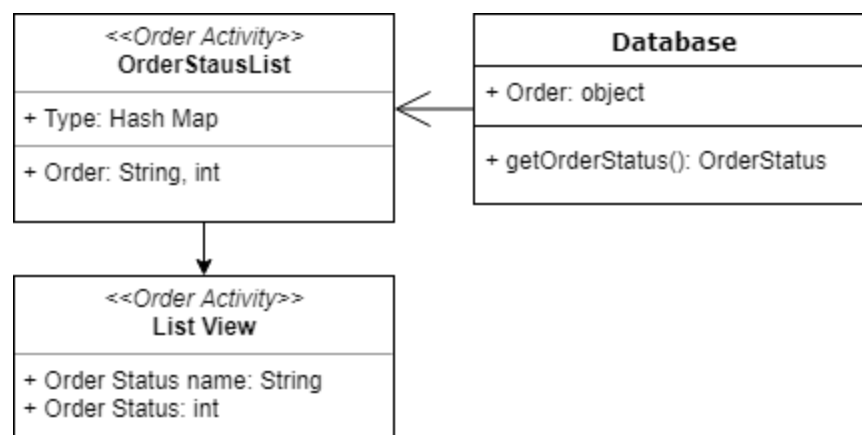 <<Order Activity>>
OrderStausList
+ Type: Hash Map
+ Order: String, int
Database
+ Order: object
+ getOrderStatus(): OrderStatus
<<Order Activity>>
List View
+ Order Status name: String
+ Order Status: int